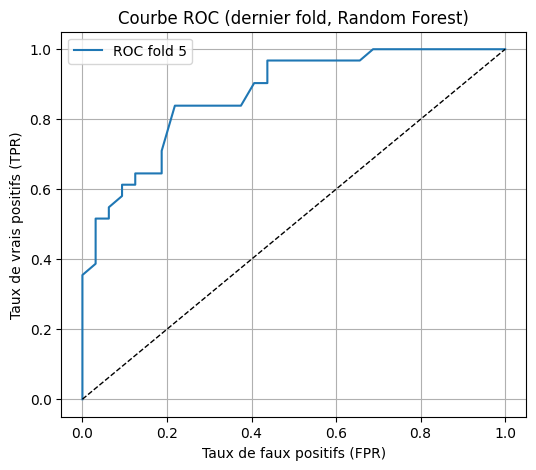 Courbe ROC (dernier fold, Random Forest)
ROC fold 5
Taux de vrais positifs (TPR)
1.0
0.8
0.6
0.4
0.2
0.0
0.0 0.2 0.4 0.6 0.8 1.0
Taux de faux positifs (FPR)